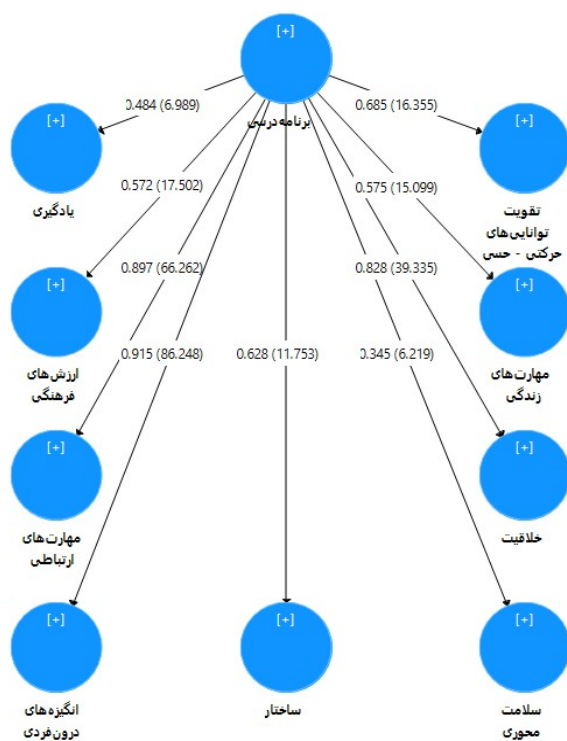 [+]
برنامه‌درسی
0.484 (6.989)
0.685 (16.355)
[+]
یادگیری
[+]
تقویت
توانایی‌های
حرکتی - حسی
0.572 (17.502)
0.575 (15.099)
0.897 (66.262)
0.828 (39.335)
[+]
ارزش‌های
فرهنگی
[+]
مهارت‌های
زندگی
0.915 (86.248)
0.628 (11.753)
0.345 (6.219)
[+]
مهارت‌های
ارتباطی
[+]
خلاقیت
[+]
انگیزه‌های
درون‌فردی
[+]
ساختار
[+]
سلامت
محوری